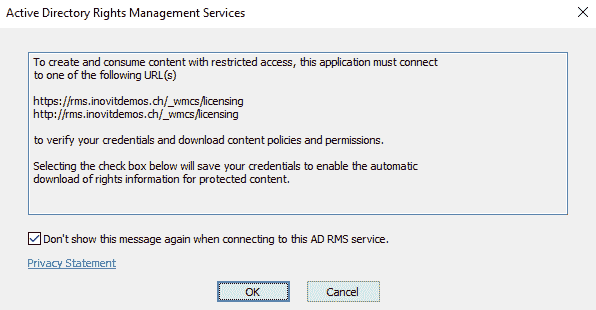 Active Directory Rights Management Services
To create and consume content with restricted access, this application must connect
to one of the following URL(s)
https://rms.inovitdemos.ch/_wmcs/licensing
http://rms.inovitdemos.ch/_wmcs/licensing
to verify your credentials and download content policies and permissions.
Selecting the check box below will save your credentials to enable the automatic
download of rights information for protected content.
Don't show this message again when connecting to this AD RMS service.
Privacy Statement
OK Cancel